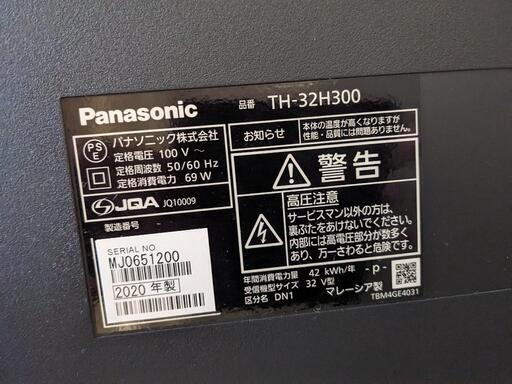 Panasonic
品番 TH-32H300
PS
E
パナソニック株式会社
定格電圧 100 V ～
定格周波数 50/60 Hz
定格消費電力 69 W
JQA JQ10009
製造番号
SERIAL NO.
MJ0651200
2020 年製
お知らせ
本体の温度が高くなりますが
性能・品質には問題ありません。
警告
高圧注意
サービスマン以外の方は、
裏ぶたをあけないでください。
内部には高電圧部分が数多く
あり、万一さわると危険です。
年間消費電力量 42 kWh/年 - p -
受信機型サイズ 32 V型
区分名 DN1 マレーシア製
TBM4GE4031